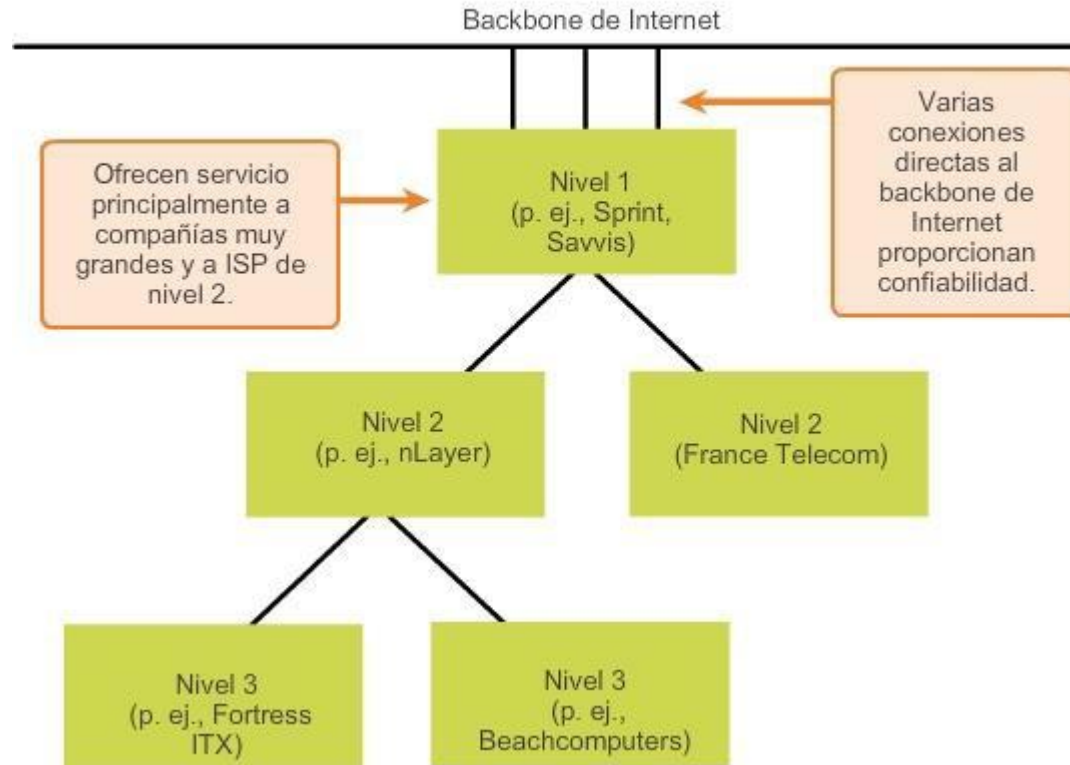 Backbone de Internet
Ofrecen servicio
principalmente a
compañías muy
grandes y a ISP de
nivel 2.
Nivel 1
(p. ej., Sprint,
Savvis)
Varias
conexiones
directas al
backbone de
Internet
proporcionan
confiabilidad.
Nivel 2
(p. ej., nLayer)
Nivel 2
(France Telecom)
Nivel 3
(p. ej., Fortress
ITX)
Nivel 3
(p. ej.,
Beachcomputers)